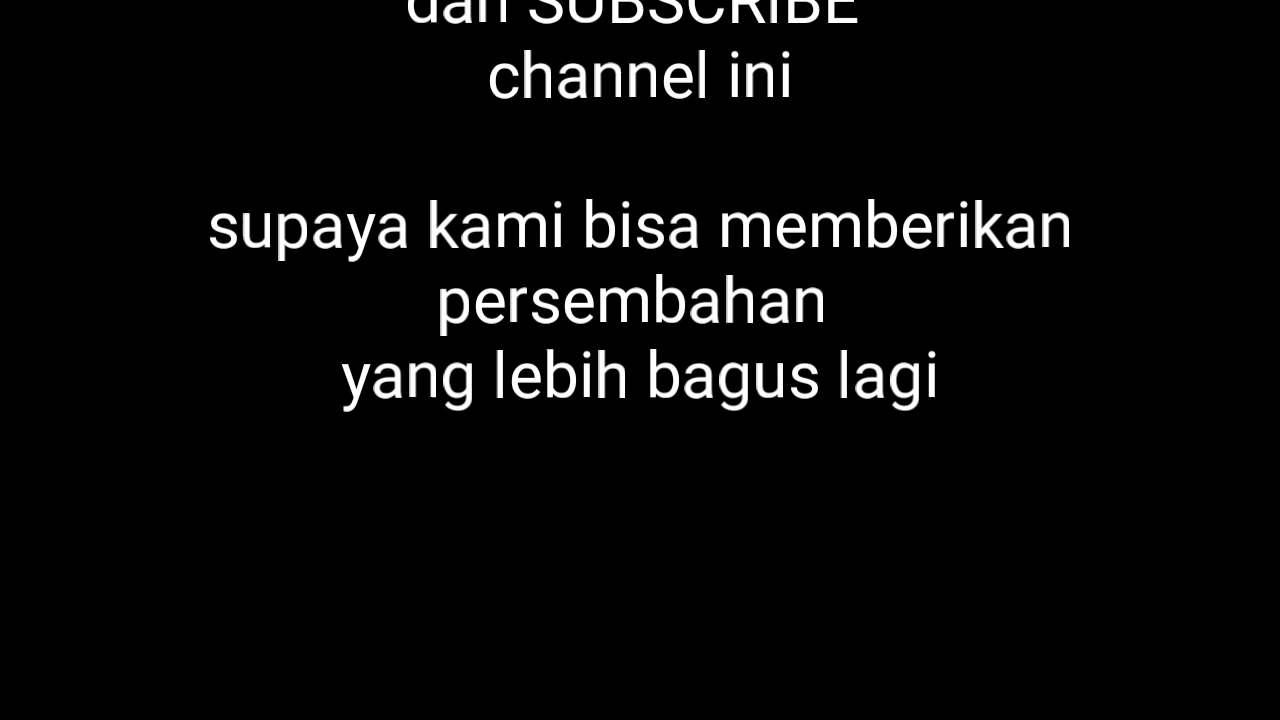 dan SUBSCRIBE
channel ini
supaya kami bisa memberikan
persembahan
yang lebih bagus lagi